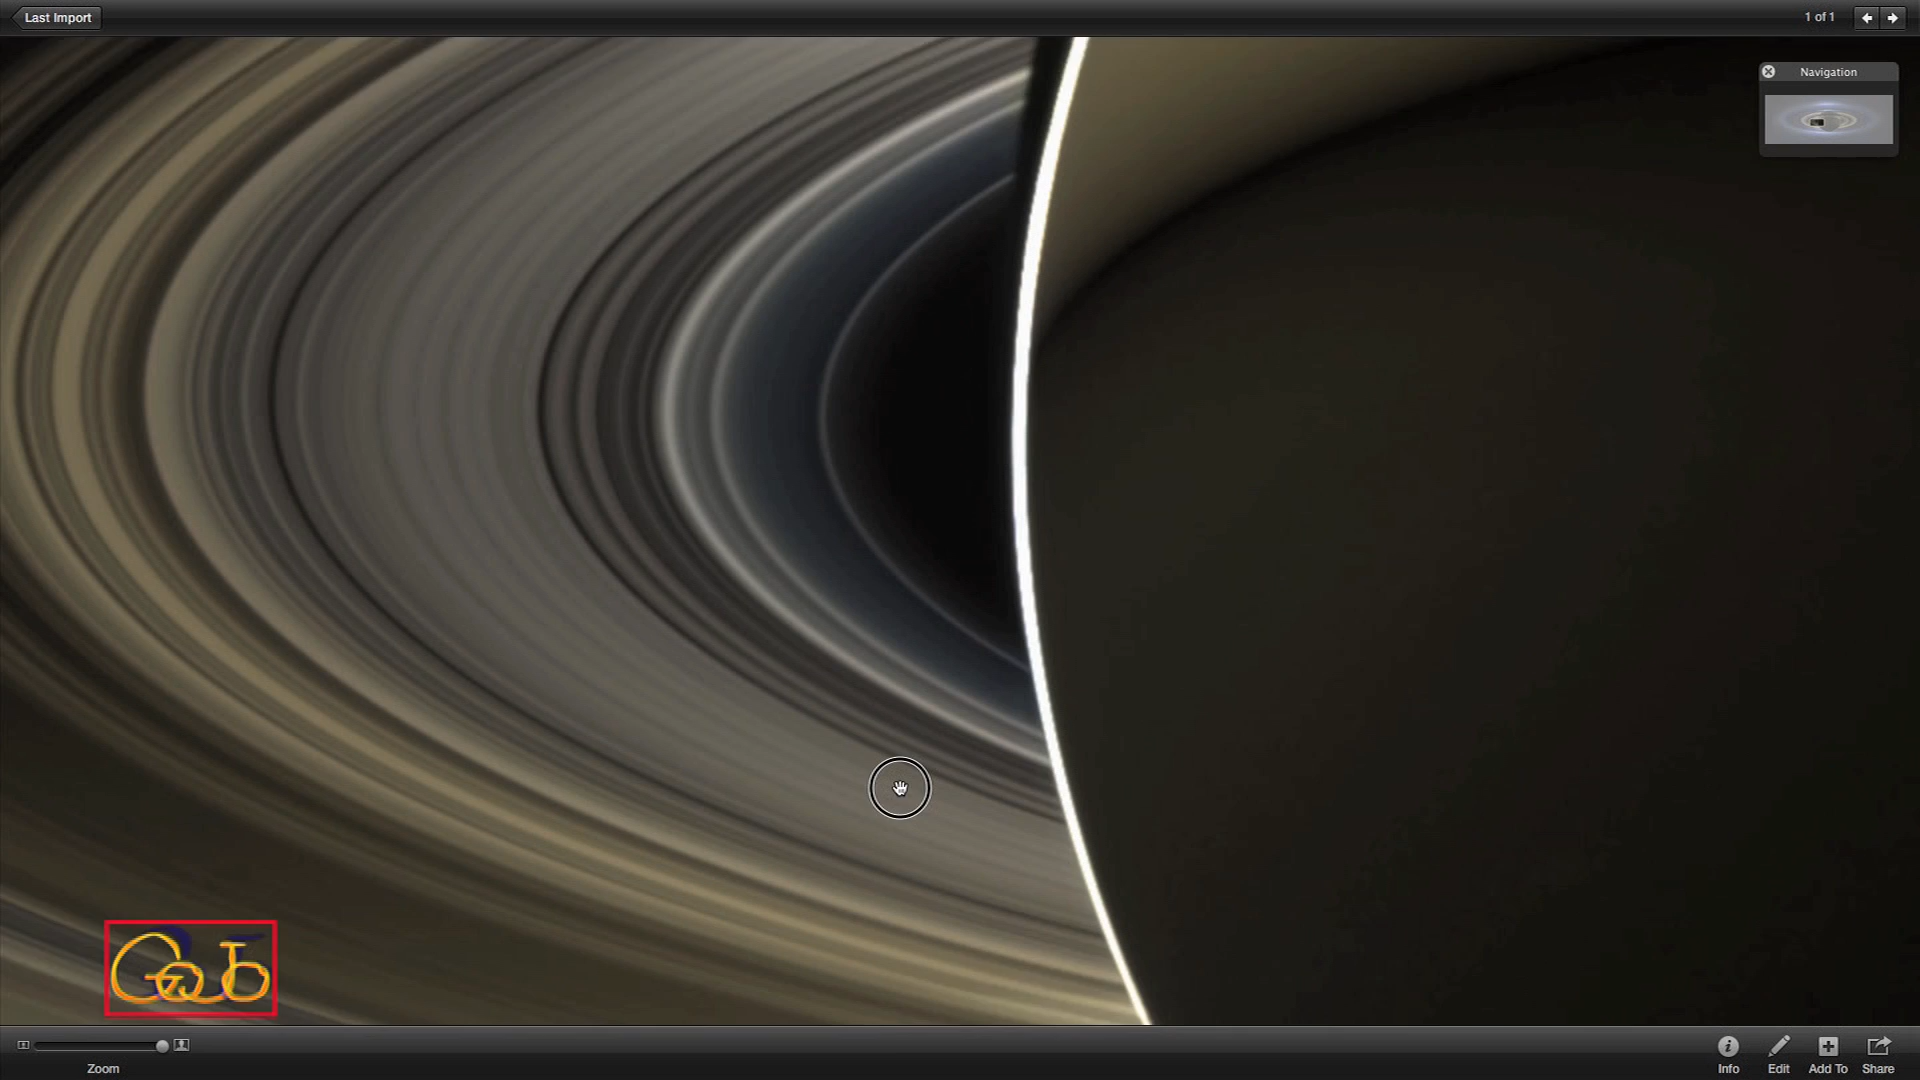 Last Import
1 of 1
Navigation
Zoom
Info
Edit
Add To
Share